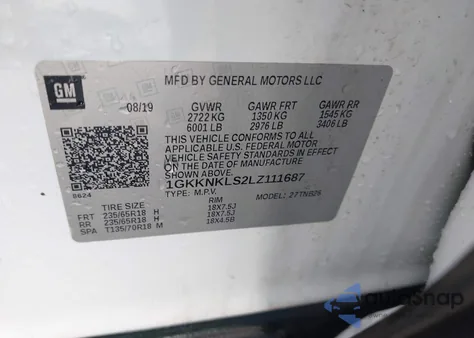 GM
MFD BY GENERAL MOTORS LLC
08/19 GVWR GAWR FRT GAWR RR
2722 KG 1350 KG 1545 KG
6001 LB 2976 LB 3406 LB
THIS VEHICLE CONFORMS TO ALL
APPLICABLE U.S. FEDERAL MOTOR
VEHICLE SAFETY STANDARDS IN EFFECT
ON THE DATE OF MANUFACTURE
1GKKNKLS2LZ111687
8624 TYPE: M.P.V. MODEL: 27TNB26
TIRE SIZE RIM
FRT 235/65R18 H 18X7.5J
RR 235/65R18 H 18X7.5J
SPA T135/70R18 M 18X4.5B
autoSnap